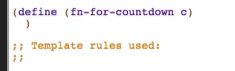 (define (fn-for-countdown c)
)
;; Template rules used:
;;